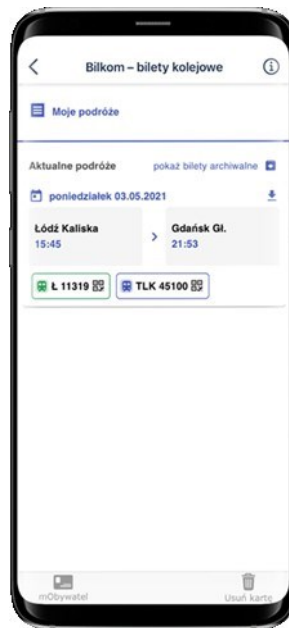 Bilkom – bilety kolejowe
Moje podróże
Aktualne podróże pokaż bilety archiwalne
poniedziałek 03.05.2021
Łódź Kaliska > Gdańsk Gł.
15:45 21:53
Ł 11319 TLK 45100
mObywatel Usuń kartę